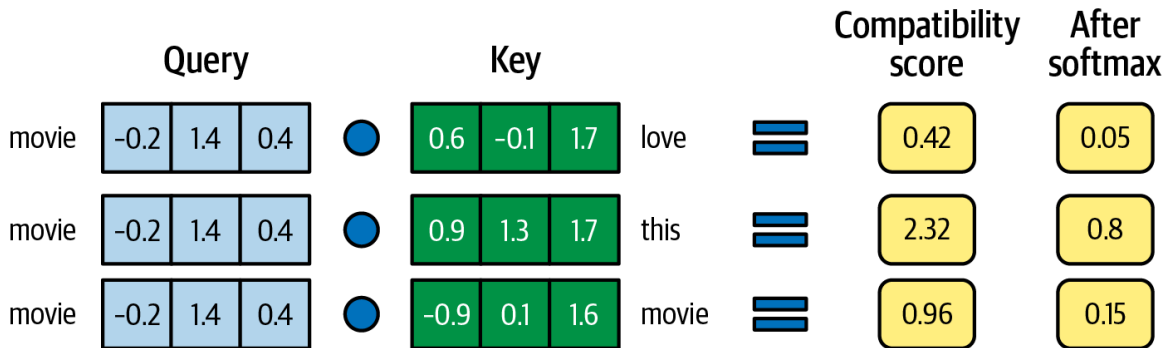 Query Key Compatibility score After softmax
movie −0.2 1.4 0.4 0.6 −0.1 1.7 love 0.42 0.05
movie −0.2 1.4 0.4 0.9 1.3 1.7 this 2.32 0.8
movie −0.2 1.4 0.4 −0.9 0.1 1.6 movie 0.96 0.15